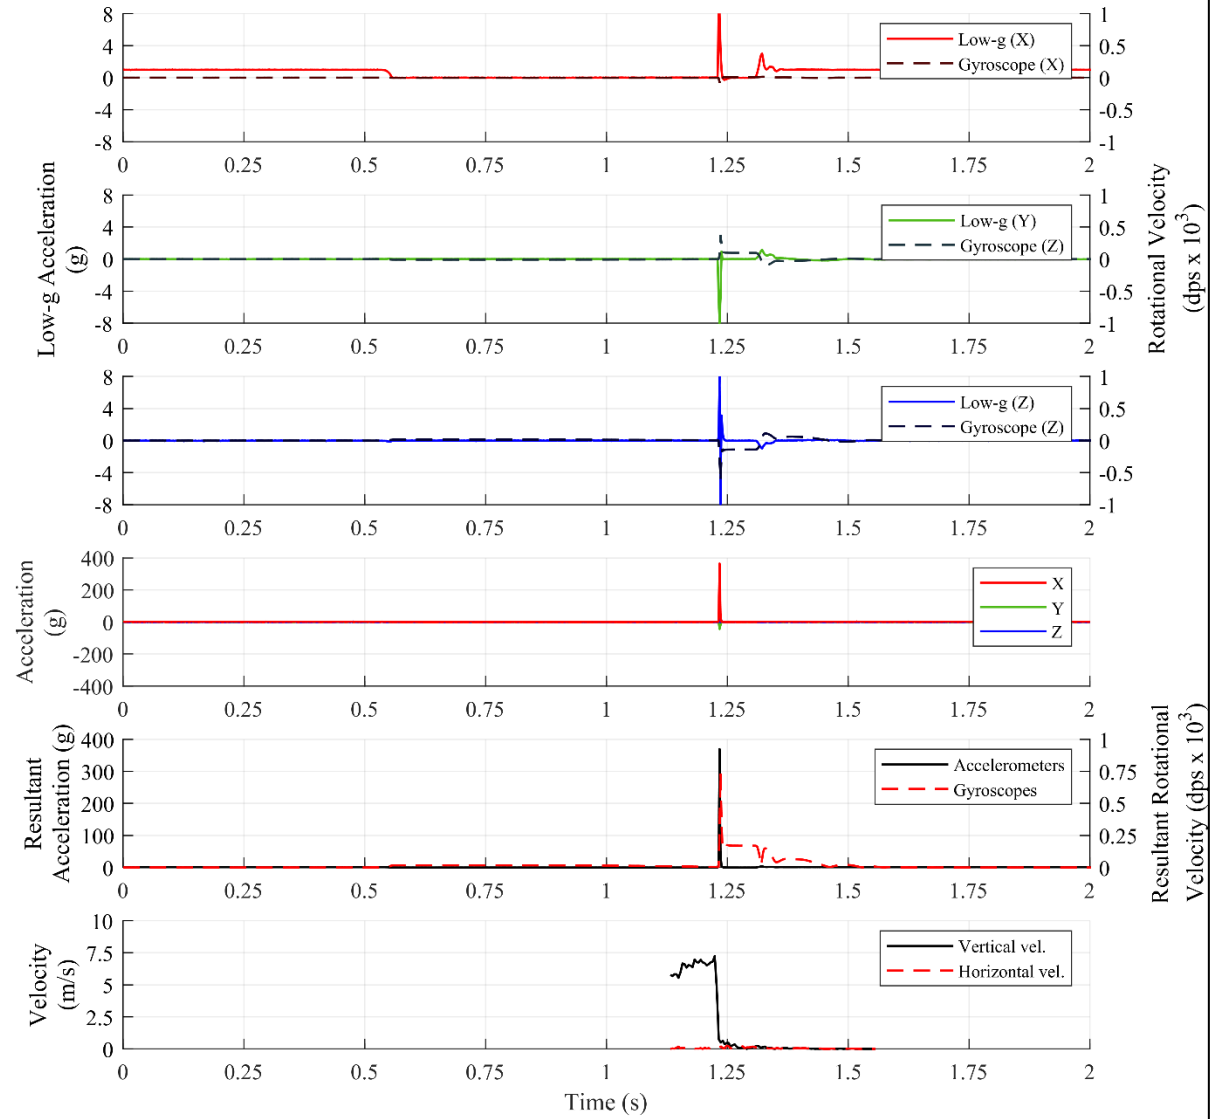 8
4
0
-4
-8
1
0.5
0
-0.5
-1
Low-g (X)
Gyroscope (X)
0 0.25 0.5 0.75 1 1.25 1.5 1.75 2
Low-g Acceleration
(g)
8
4
0
-4
-8
1
0.5
0
-0.5
-1
Rotational Velocity
(dps x 10³)
Low-g (Y)
Gyroscope (Z)
0 0.25 0.5 0.75 1 1.25 1.5 1.75 2
8
4
0
-4
-8
1
0.5
0
-0.5
-1
Low-g (Z)
Gyroscope (Z)
0 0.25 0.5 0.75 1 1.25 1.5 1.75 2
Acceleration
(g)
400
200
0
-200
-400
X
Y
Z
0 0.25 0.5 0.75 1 1.25 1.5 1.75 2
Resultant
Acceleration (g)
400
300
200
100
0
1
0.75
0.5
0.25
0
Resultant Rotational
Velocity (dps x 10³)
Accelerometers
Gyroscopes
0 0.25 0.5 0.75 1 1.25 1.5 1.75 2
Velocity
(m/s)
10
7.5
5
2.5
0
Vertical vel.
Horizontal vel.
0 0.25 0.5 0.75 1 1.25 1.5 1.75 2
Time (s)